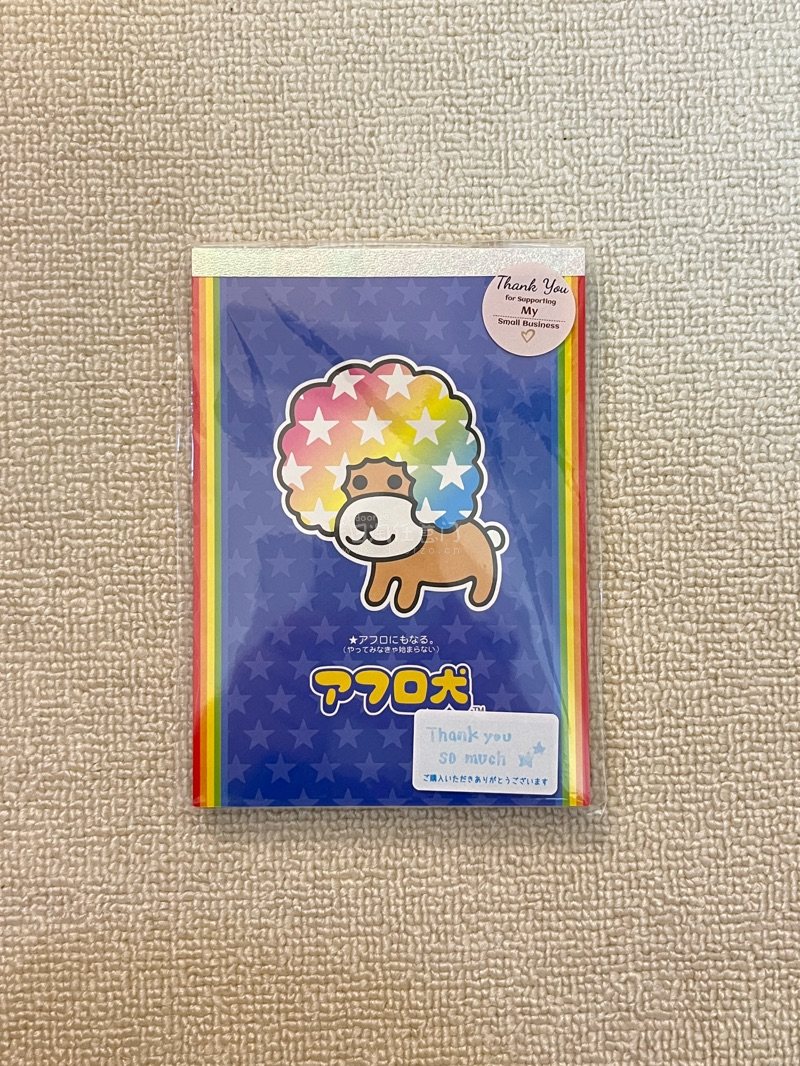 Thank You
for Supporting
My
Small Business
★アフロにもなる。
(やってみなきゃ始まらない)
アフロ犬
TM
Thank you
so much
ご購入いただきありがとうございます